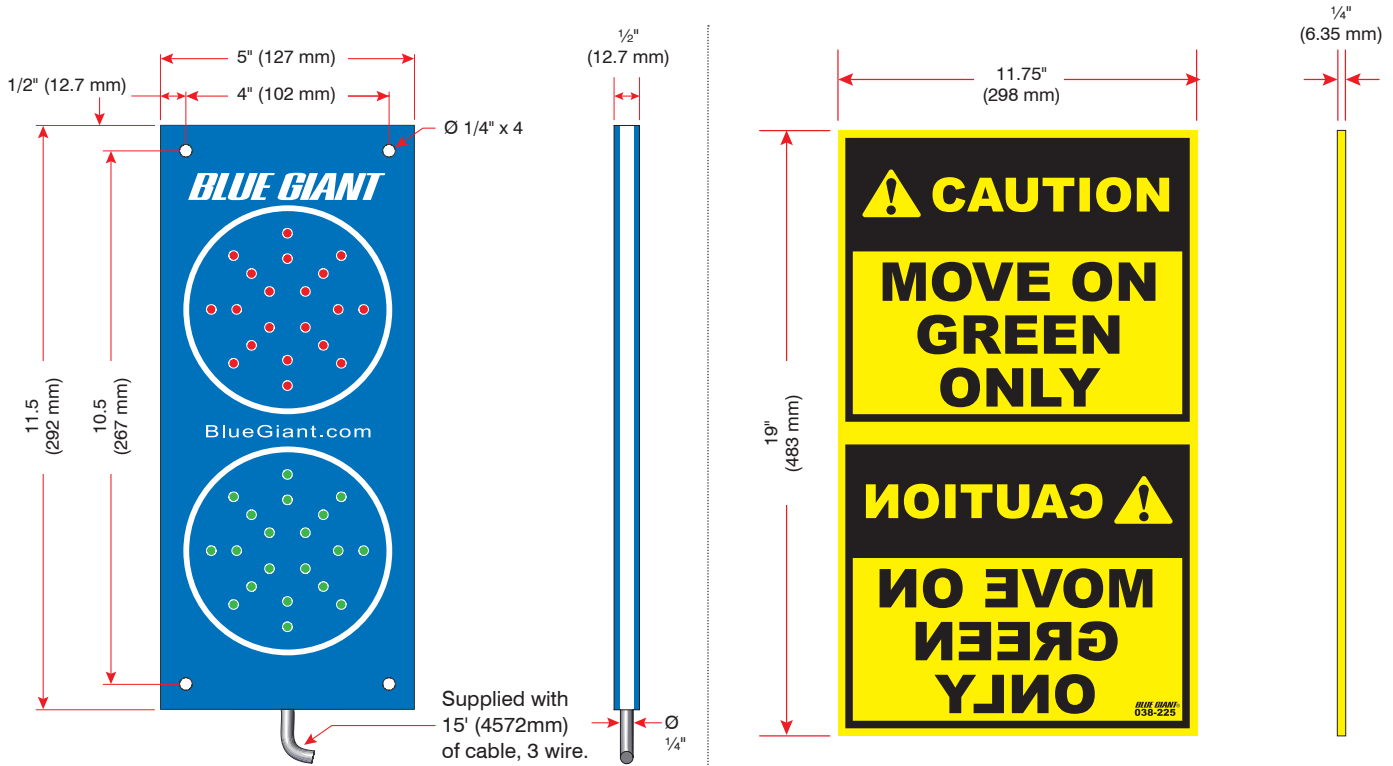 5" (127 mm)
1/2" (12.7 mm)
4" (102 mm)
Ø 1/4" x 4
BLUE GIANT
11.5
(292 mm)
10.5
(267 mm)
BlueGiant.com
Supplied with
15' (4572mm)
of cable, 3 wire.
½"
(12.7 mm)
Ø
¼"
11.75"
(298 mm)
¼"
(6.35 mm)
19"
(483 mm)
CAUTION
MOVE ON
GREEN
ONLY
CAUTION
MOVE ON
GREEN
ONLY
BLUE GIANT®
038-225